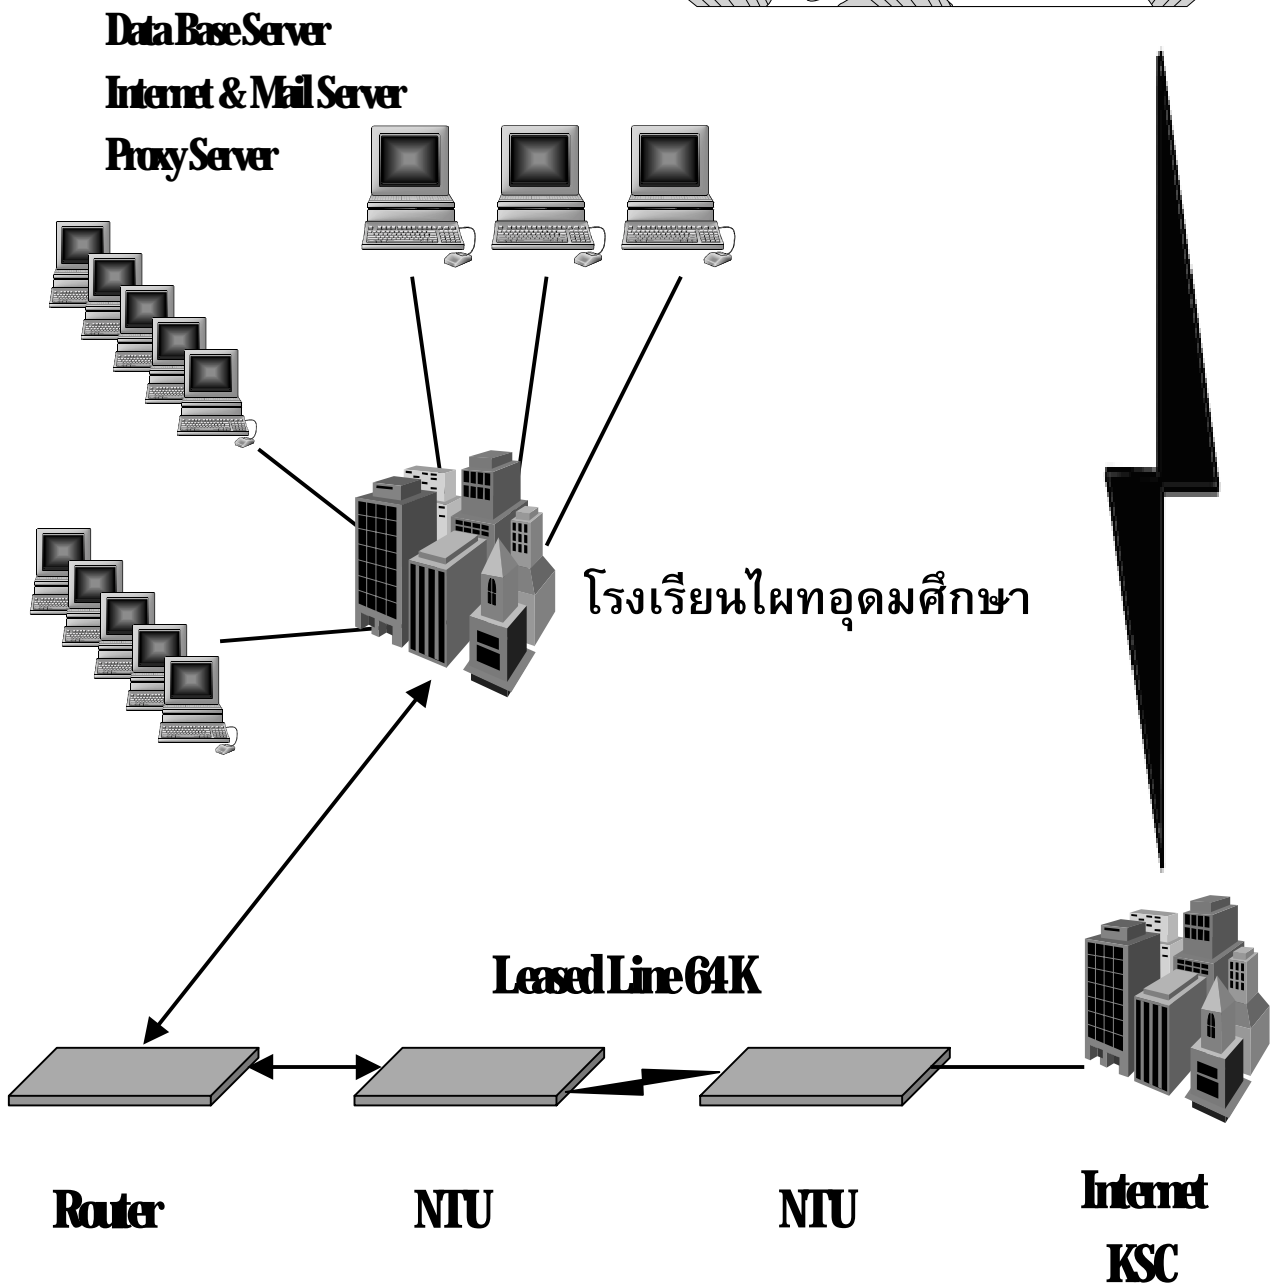 Data Base Server
Internet & Mail Server
Proxy Server
โรงเรียนไผทอุดมศึกษา
Leased Line 64 K
Router
NTU
NTU
Internet
KSC